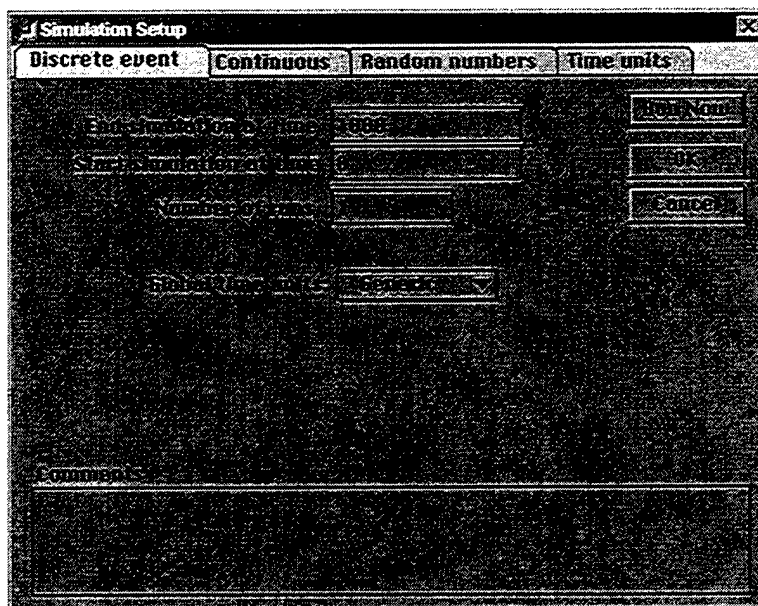 Simulation Setup
Discrete event Continuous Random numbers Time units
Run Now
End simulation at time
Start simulation at time
OK
Number of runs
Cancel
Global time units generic
Comments